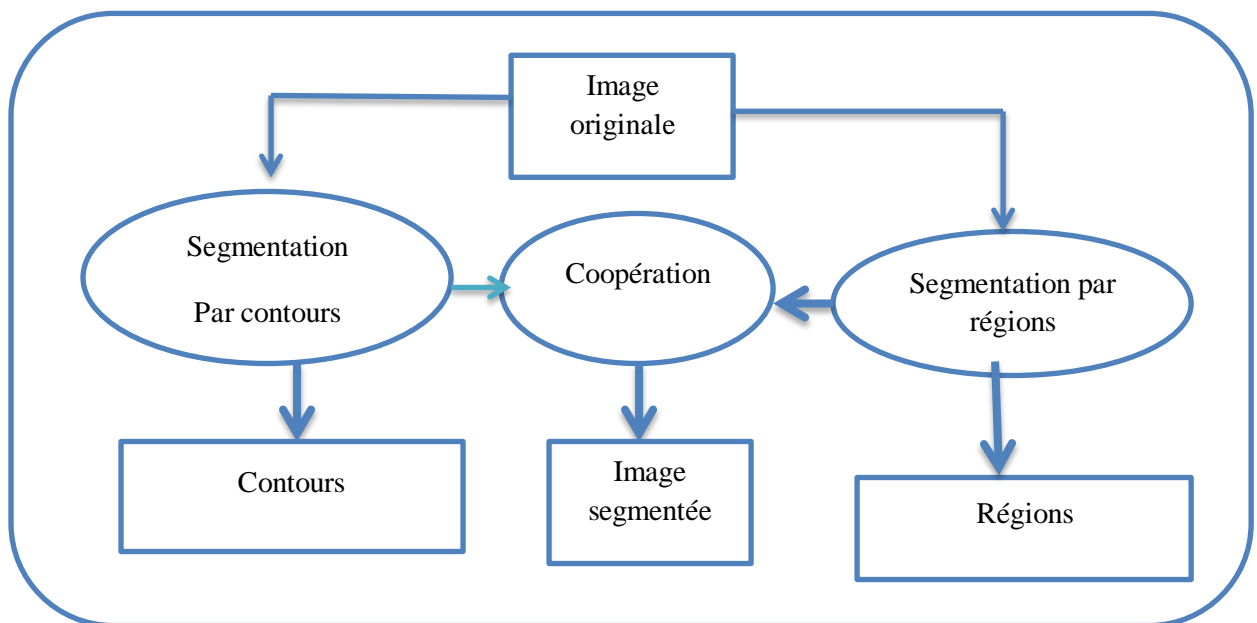 Image
originale
Segmentation
Par contours
Coopération
Segmentation par
régions
Contours
Image
segmentée
Régions